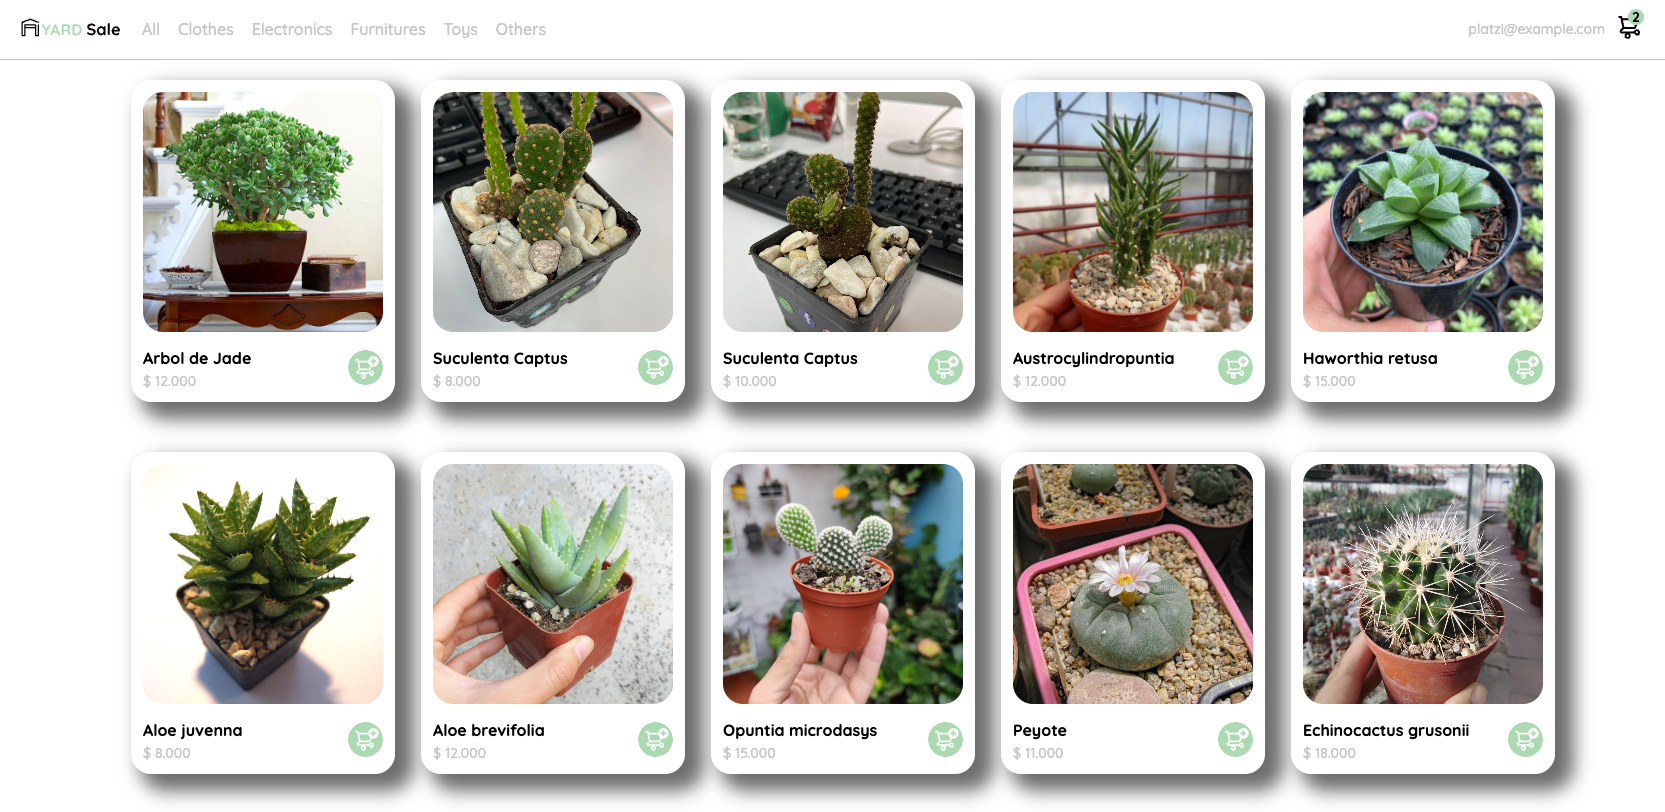 YARD Sale All Clothes Electronics Furnitures Toys Others platzi@example.com 2
Arbol de Jade
$ 12.000
Suculenta Captus
$ 8.000
Suculenta Captus
$ 10.000
Austrocylindropuntia
$ 12.000
Haworthia retusa
$ 15.000
Aloe juvenna
$ 8.000
Aloe brevifolia
$ 12.000
Opuntia microdasys
$ 15.000
Peyote
$ 11.000
Echinocactus grusonii
$ 18.000